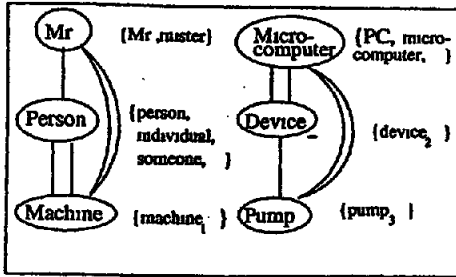 Mr {Mr ,mister}
Person {person,
individual,
someone, }
Machine {machine1 }
Micro-
computer {PC, micro-
computer, }
Device {device2}
Pump {pump3 }